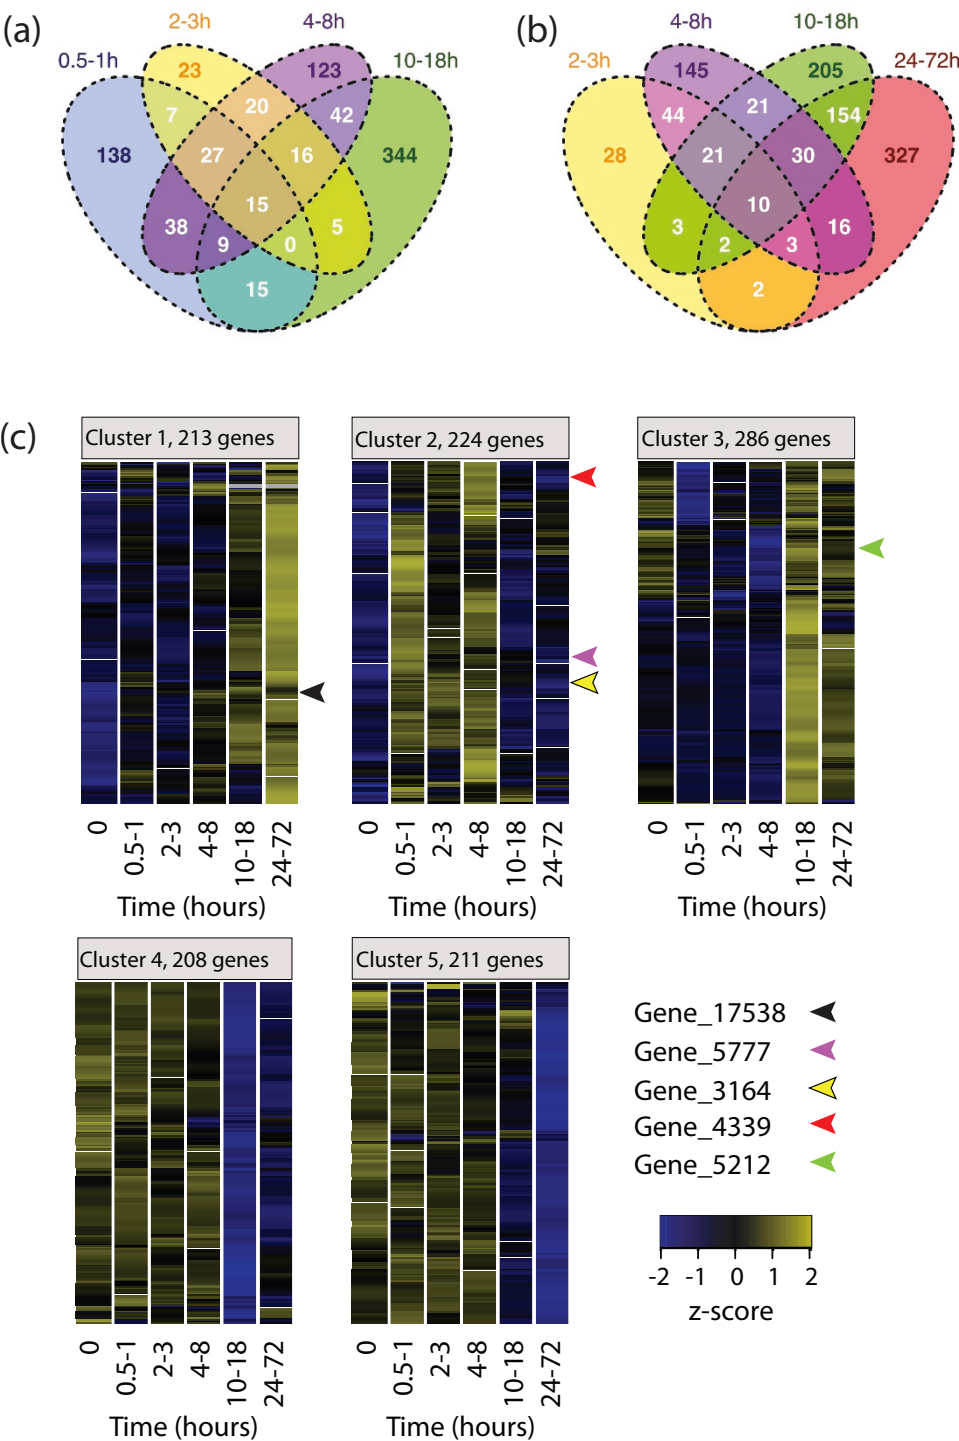 (a)
2-3h
4-8h
0.5-1h
10-18h
23
123
7
20
42
138
27
16
344
15
38
9
0
5
15
(b)
4-8h
10-18h
2-3h
24-72h
145
205
44
21
154
28
21
30
327
10
3
2
3
16
2
(c)
Cluster 1, 213 genes
Cluster 2, 224 genes
Cluster 3, 286 genes
0
0.5-1
2-3
4-8
10-18
24-72
Time (hours)
0
0.5-1
2-3
4-8
10-18
24-72
Time (hours)
0
0.5-1
2-3
4-8
10-18
24-72
Time (hours)
Cluster 4, 208 genes
Cluster 5, 211 genes
0
0.5-1
2-3
4-8
10-18
24-72
Time (hours)
0
0.5-1
2-3
4-8
10-18
24-72
Time (hours)
Gene_17538
Gene_5777
Gene_3164
Gene_4339
Gene_5212
-2 -1 0 1 2
z-score